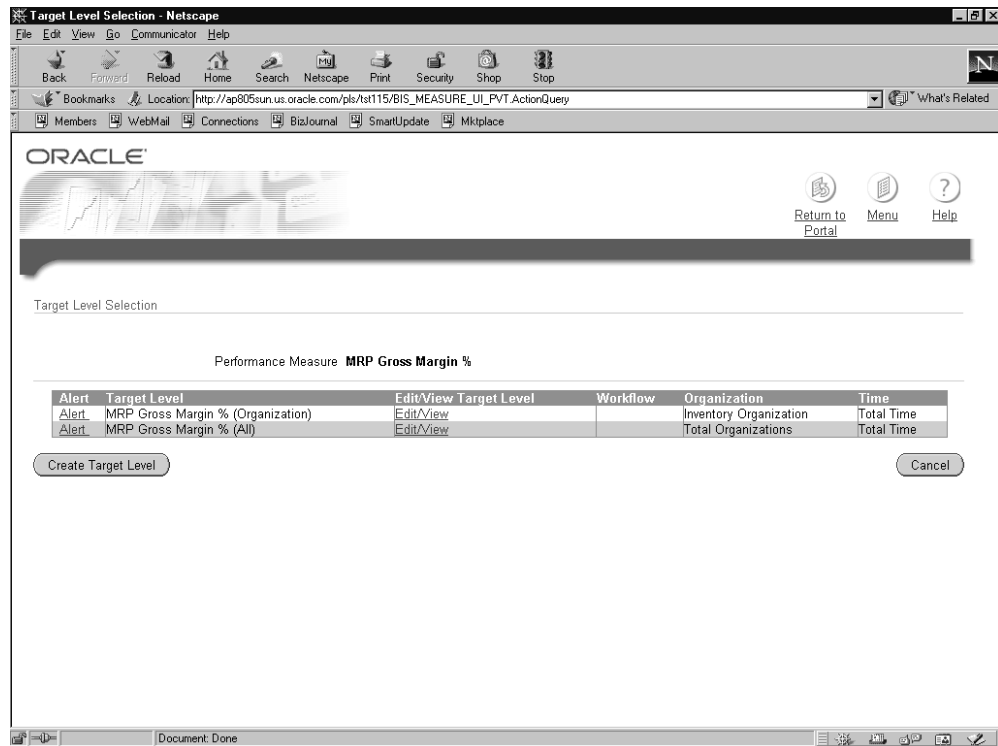 Target Level Selection - Netscape
File Edit View Go Communicator Help
My
N
Back Forward Reload Home Search Netscape Print Security Shop Stop
Bookmarks Location: http://ap805sun.us.oracle.com/pls/tst115/BIS_MEASURE_UI_PVT.ActionQuery What's Related
Members WebMail Connections BizJournal SmartUpdate Mktplace
ORACLE
?
Return to Portal Menu Help
Target Level Selection
Performance Measure MRP Gross Margin %
Alert Target Level Edit/View Target Level Workflow Organization Time
Alert MRP Gross Margin % (Organization) Edit/View Inventory Organization Total Time
Alert MRP Gross Margin % (All) Edit/View Total Organizations Total Time
Create Target Level Cancel
Document: Done